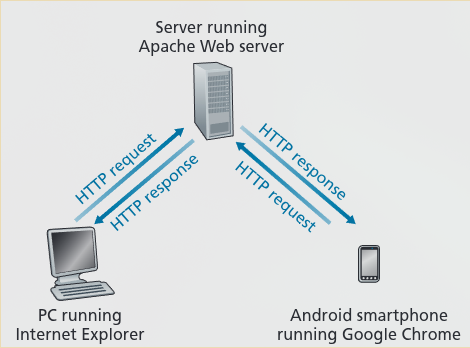 Server running
Apache Web server
HTTP request
HTTP response
HTTP response
HTTP request
PC running
Internet Explorer
Android smartphone
running Google Chrome